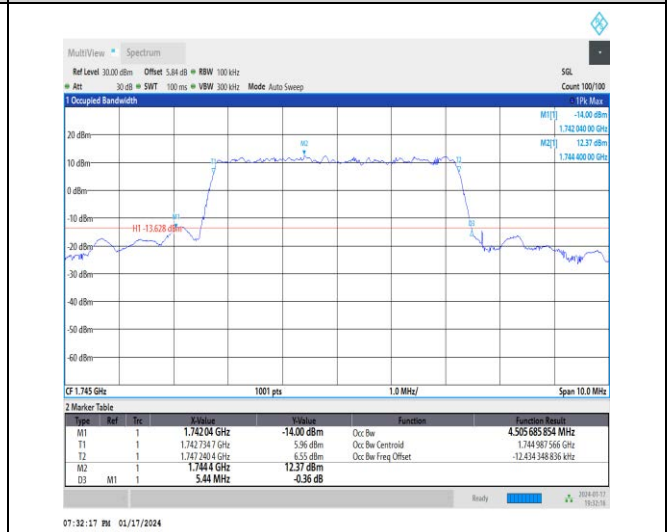 MultiView Spectrum
Ref Level 30.00 dBm Offset 5.84 dB RBW 100 kHz SGL
Att 30 dB SWT 100 ms VBW 300 kHz Mode Auto Sweep Count 100/100
1 Occupied Bandwidth 1Pk Max
M1[1] -14.00 dBm
1.742 040 00 GHz
20 dBm M2 M2[1] 12.37 dBm
1.744 400 00 GHz
10 dBm T1 T2
0 dBm
-10 dBm M1
H1 -13.628 dBm D3
-20 dBm
-30 dBm
-40 dBm
-50 dBm
-60 dBm
CF 1.745 GHz 1001 pts 1.0 MHz/ Span 10.0 MHz
2 Marker Table
Type Ref Trc X-Value Y-Value Function Function Result
M1 1 1.74204 GHz -14.00 dBm Occ Bw 4.505 685 854 MHz
T1 1 1.742 734 7 GHz 5.96 dBm Occ Bw Centroid 1.744 987 566 GHz
T2 1 1.747 240 4 GHz 6.55 dBm Occ Bw Freq Offset -12.434 348 836 kHz
M2 1 1.7444 GHz 12.37 dBm
D3 M1 1 5.44 MHz -0.36 dB
Ready 2024-01-17
19:32:16
07:32:17 PM 01/17/2024